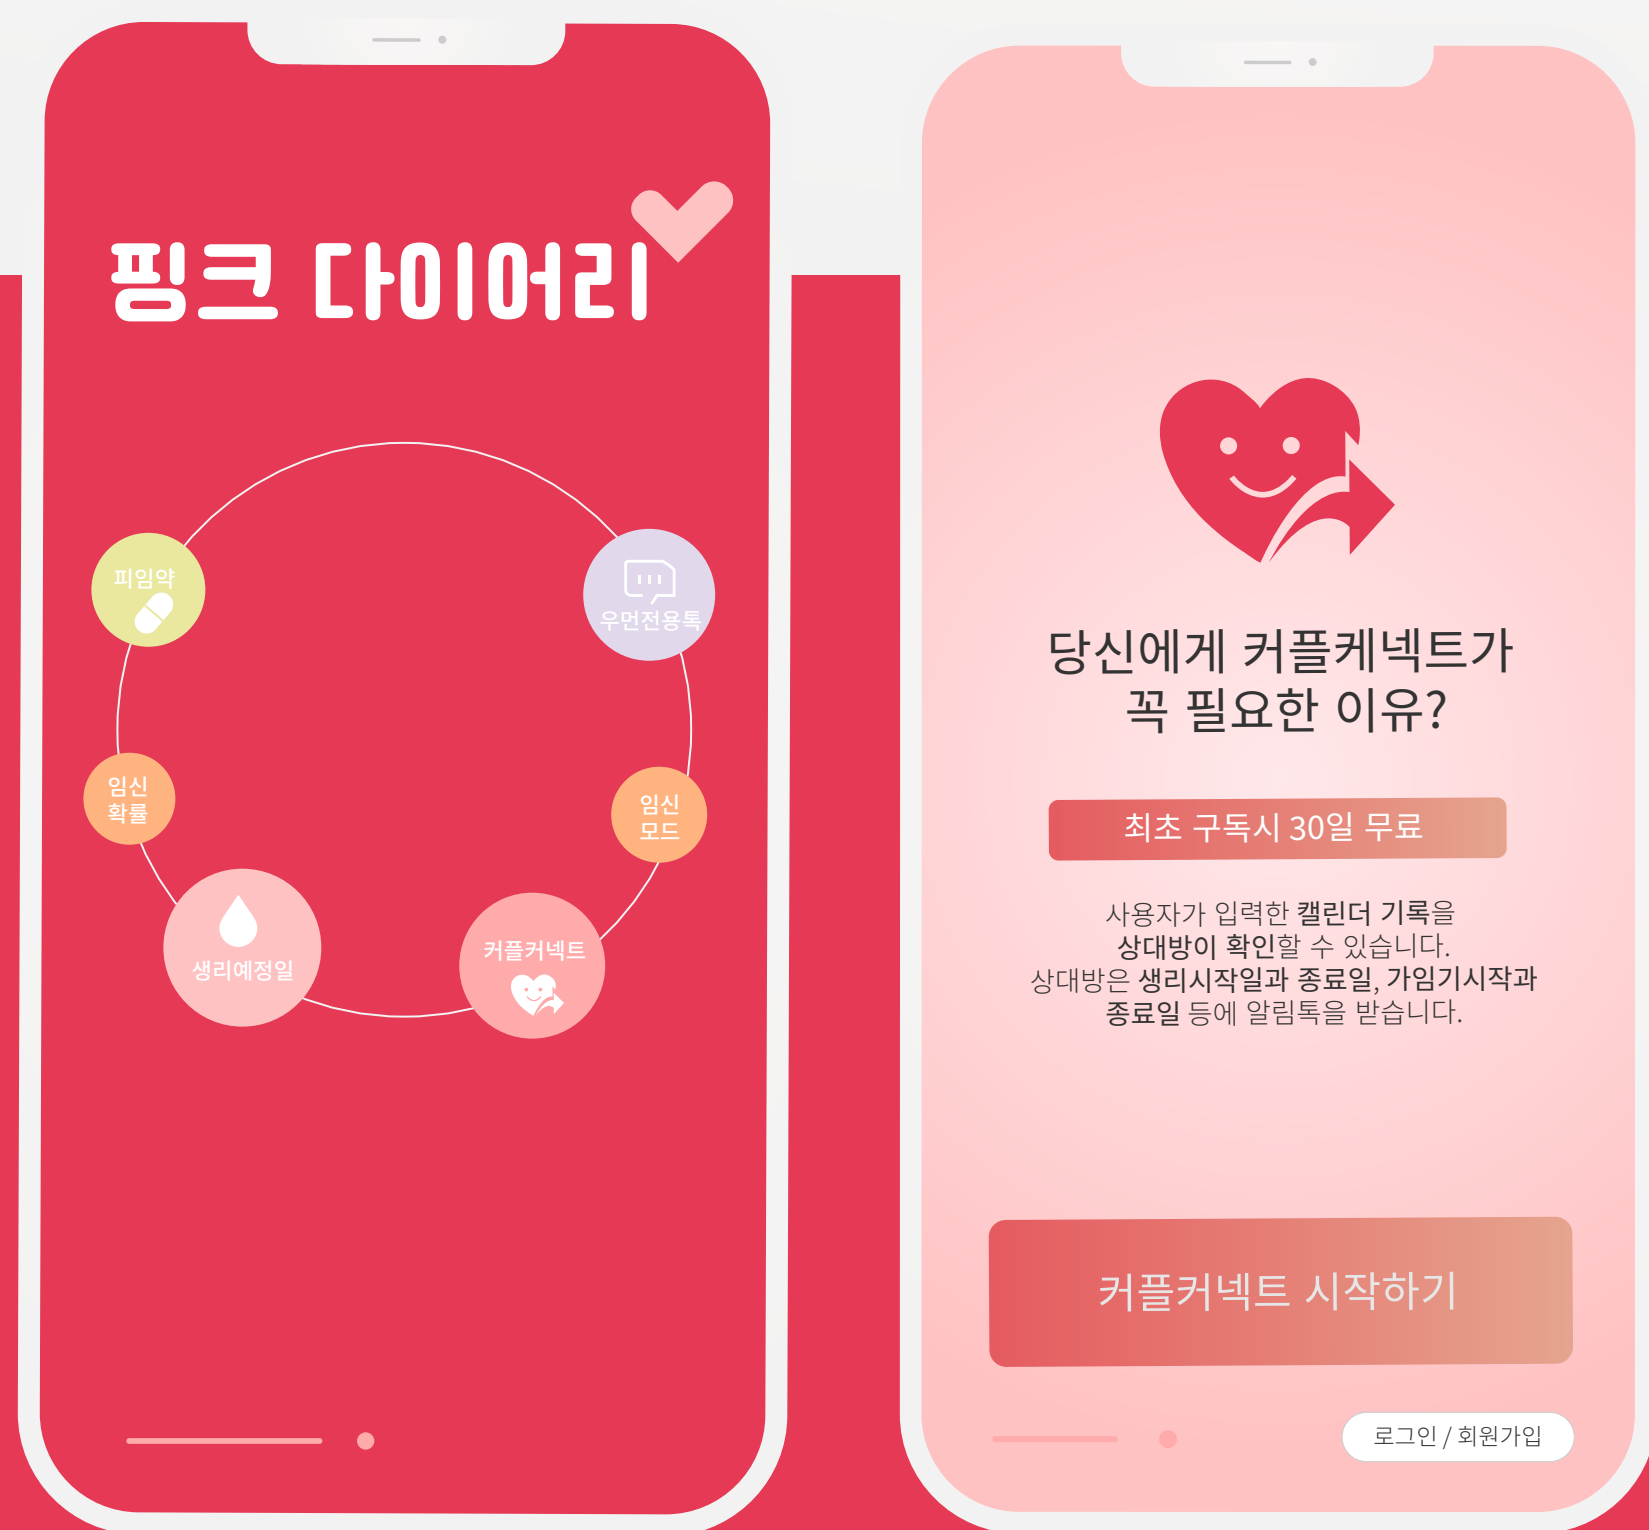 핑크 다이어리
피임약
우먼전용톡
임신
확률
임신
모드
생리예정일
커플커넥트
당신에게 커플케넥트가
꼭 필요한 이유?
최초 구독시 30일 무료
사용자가 입력한 캘린더 기록을
상대방이 확인할 수 있습니다.
상대방은 생리시작일과 종료일, 가임기시작과
종료일 등에 알림톡을 받습니다.
커플커넥트 시작하기
로그인 / 회원가입